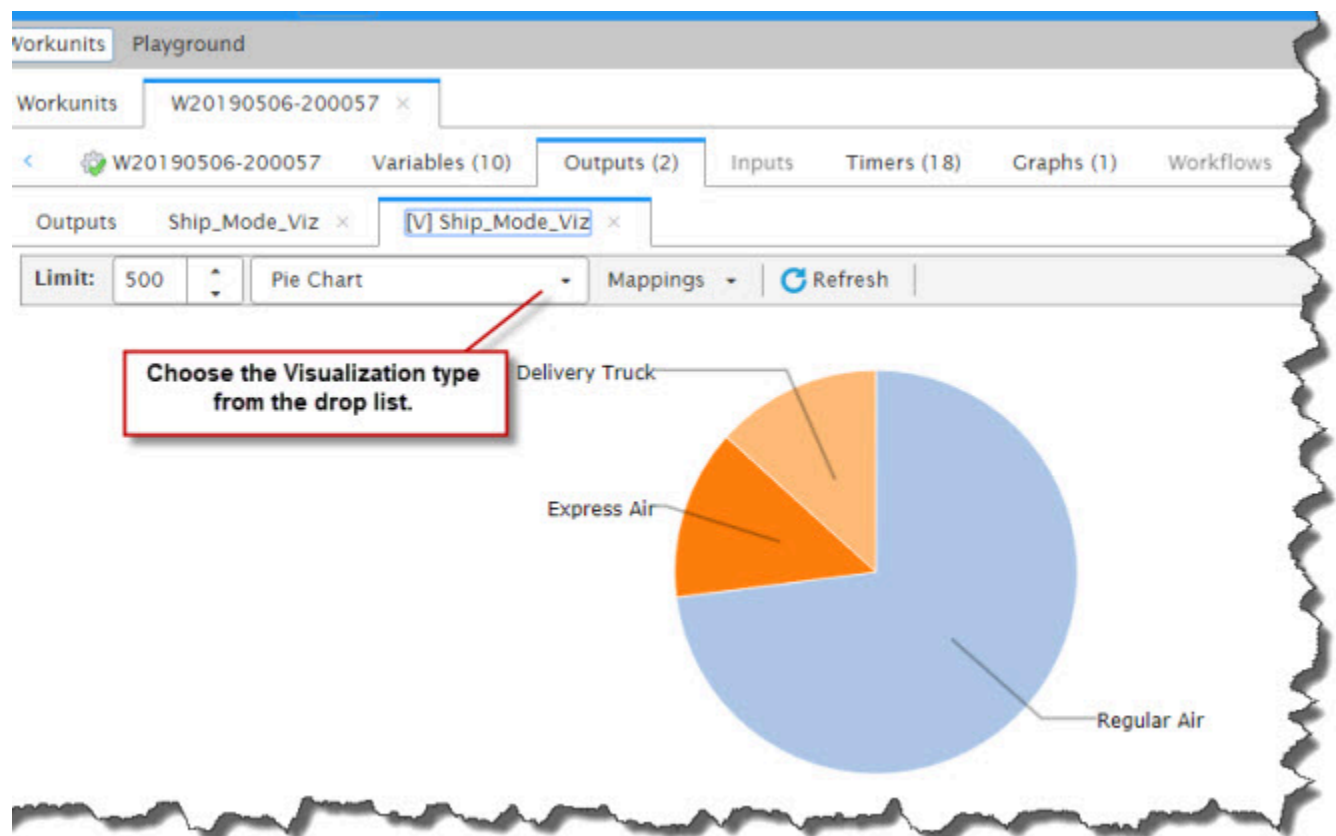 Workunits Playground
Workunits W20190506-200057 ×
< W20190506-200057 Variables (10) Outputs (2) Inputs Timers (18) Graphs (1) Workflows
Outputs Ship_Mode_Viz × [V] Ship_Mode_Viz ×
Limit: 500 Pie Chart Mappings Refresh
Choose the Visualization type
from the drop list.
Delivery Truck
Express Air
Regular Air